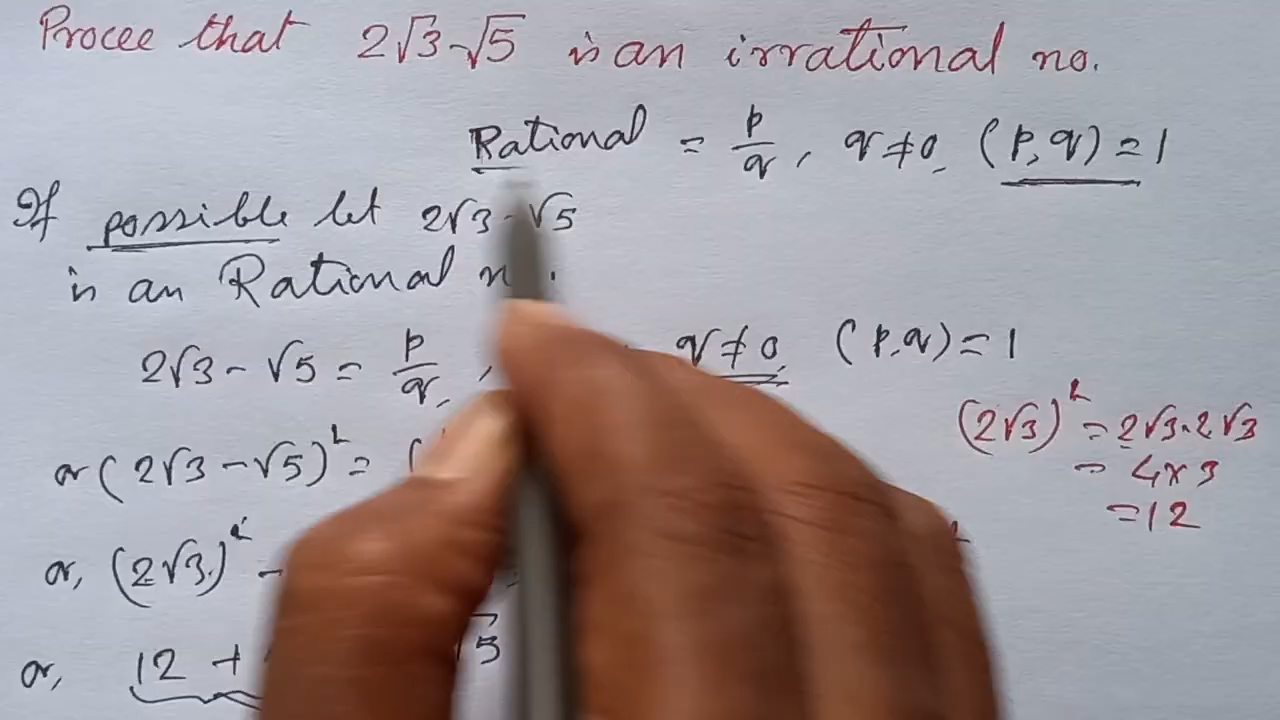 Procee that 2√3-√5 is an irrational no.
Rational = p/q, q≠0, (p,q)=1
If possible let 2√3-√5
is an Rational
2√3-√5 = p/q, q≠0, (p,q)=1
or (2√3-√5)² = (
or, (2√3)² -
or, 12 + √5
(2√3)² = 2√3.2√3
= 4x3
=12